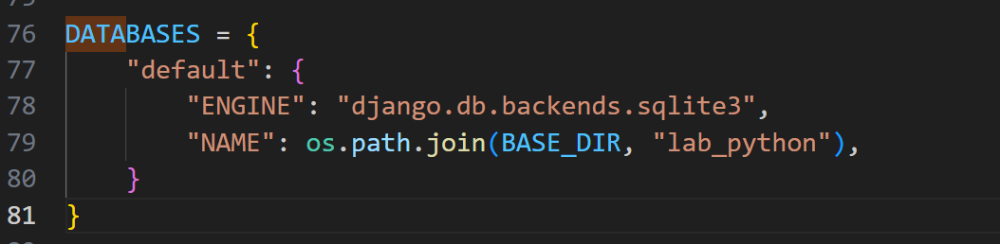 76 DATABASES = {
77     "default": {
78         "ENGINE": "django.db.backends.sqlite3",
79         "NAME": os.path.join(BASE_DIR, "lab_python"),
80     }
81 }